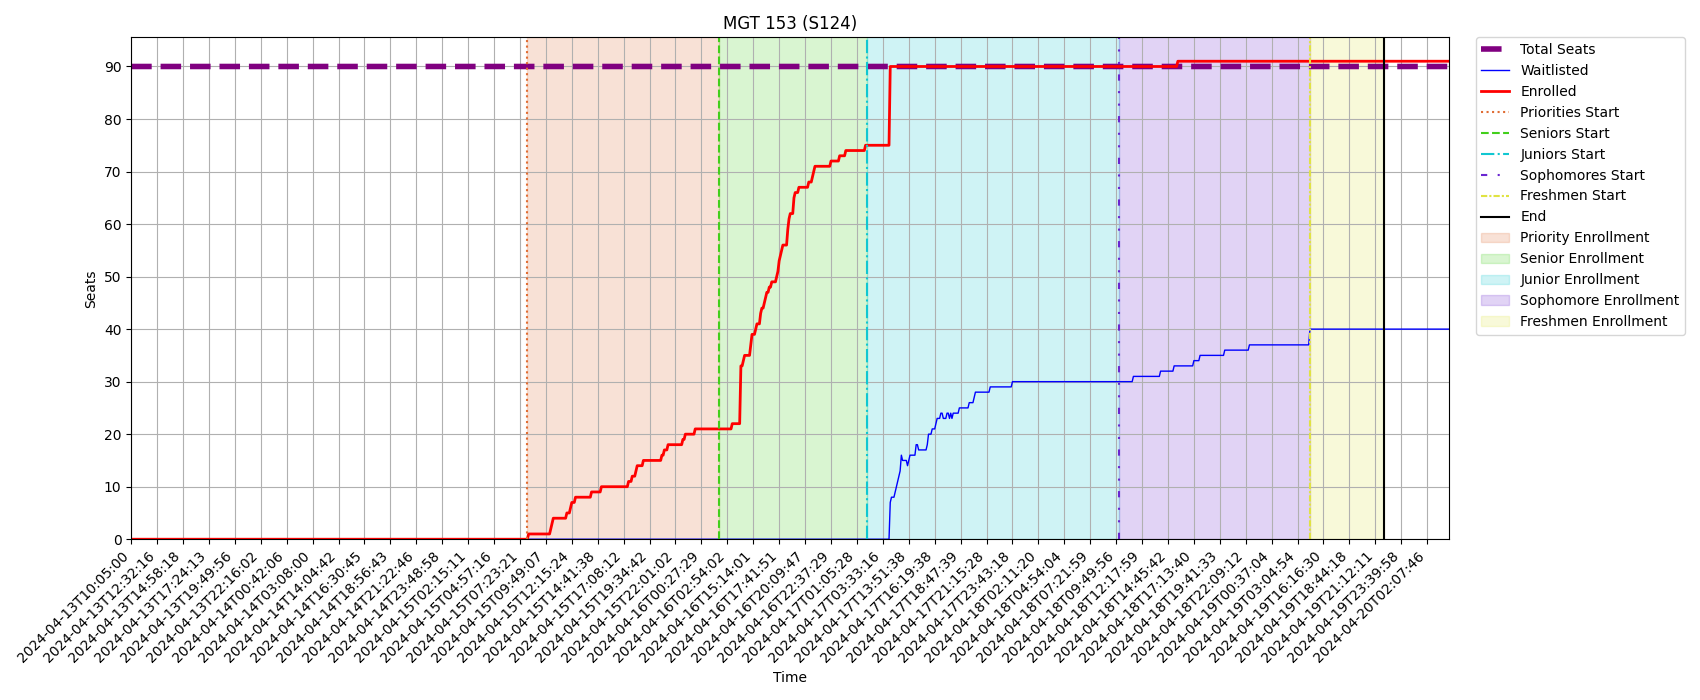 MGT 153 (S124)
Seats
90
80
70
60
50
40
30
20
10
0
2024-04-13T10:05:00
2024-04-13T12:32:16
2024-04-13T14:58:18
2024-04-13T17:24:13
2024-04-13T19:49:56
2024-04-13T22:16:02
2024-04-14T00:42:06
2024-04-14T03:08:00
2024-04-14T14:04:42
2024-04-14T16:30:45
2024-04-14T18:56:43
2024-04-14T21:22:46
2024-04-14T23:48:58
2024-04-15T02:15:11
2024-04-15T04:57:16
2024-04-15T07:23:21
2024-04-15T09:49:07
2024-04-15T12:15:24
2024-04-15T14:41:38
2024-04-15T17:08:12
2024-04-15T19:34:42
2024-04-15T22:01:02
2024-04-16T00:27:29
2024-04-16T02:54:02
2024-04-16T15:14:01
2024-04-16T17:41:51
2024-04-16T20:09:47
2024-04-16T22:37:29
2024-04-17T01:05:28
2024-04-17T03:33:16
2024-04-17T13:51:38
2024-04-17T16:19:38
2024-04-17T18:47:39
2024-04-17T21:15:28
2024-04-17T23:43:18
2024-04-18T02:11:20
2024-04-18T04:54:04
2024-04-18T07:21:59
2024-04-18T09:49:56
2024-04-18T12:17:59
2024-04-18T14:45:42
2024-04-18T17:13:40
2024-04-18T19:41:33
2024-04-18T22:09:12
2024-04-19T00:37:04
2024-04-19T03:04:54
2024-04-19T16:16:30
2024-04-19T18:44:18
2024-04-19T21:12:11
2024-04-19T23:39:58
2024-04-20T02:07:46
Time
Total Seats
Waitlisted
Enrolled
Priorities Start
Seniors Start
Juniors Start
Sophomores Start
Freshmen Start
End
Priority Enrollment
Senior Enrollment
Junior Enrollment
Sophomore Enrollment
Freshmen Enrollment